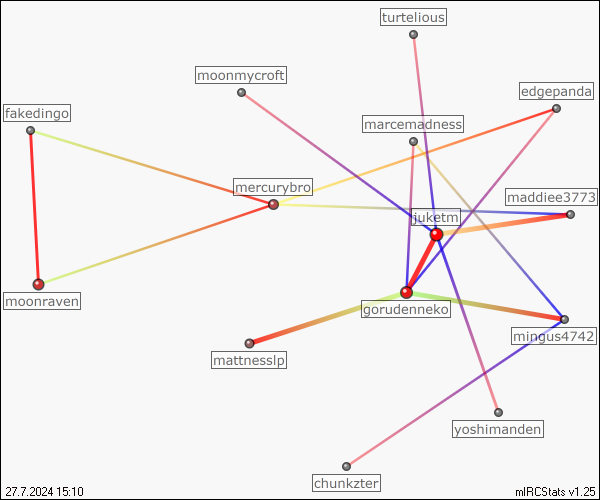 turtelious
moonmycroft
edgepanda
fakedingo
marcemadness
mercurybro
maddiee3773
juketm
moonraven
gorudenneko
mingus4742
mattnesslp
yoshimanden
chunkzter
27.7.2024 15:10
mIRCStats v1.25